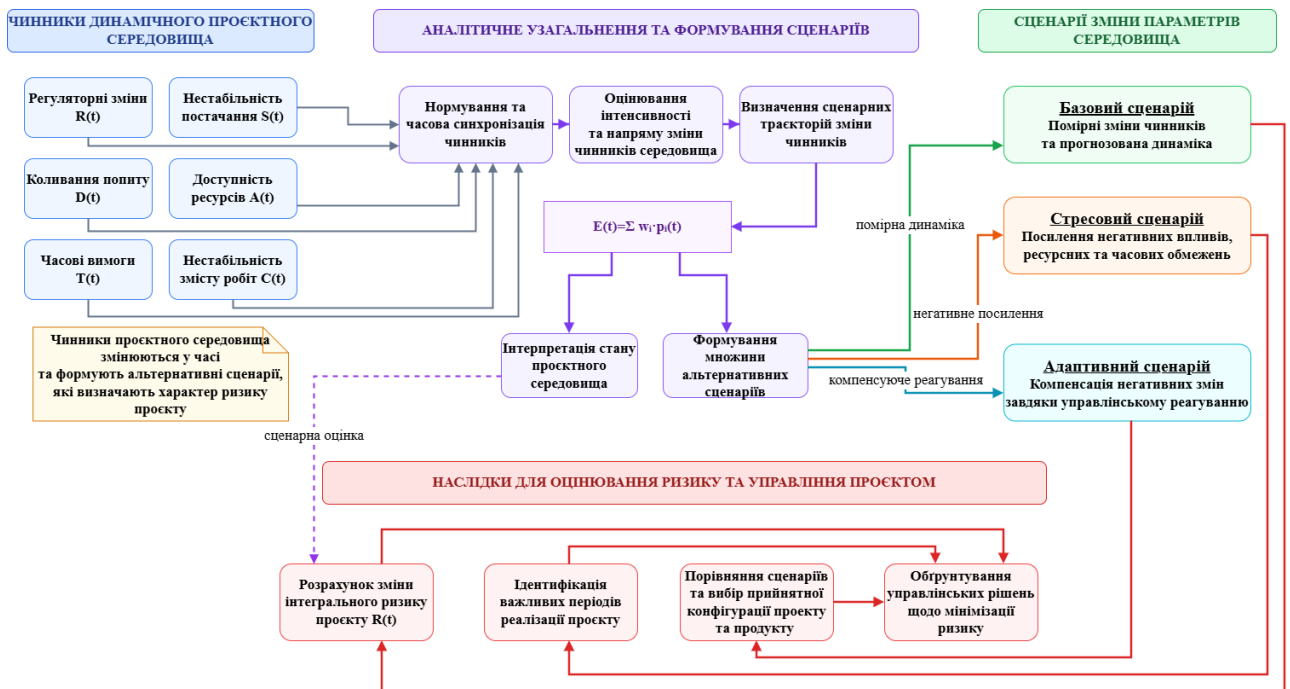 ЧИННИКИ ДИНАМІЧНОГО ПРОЄКТНОГО
СЕРЕДОВИЩА
АНАЛІТИЧНЕ УЗАГАЛЬНЕННЯ ТА ФОРМУВАННЯ СЦЕНАРІЇВ
СЦЕНАРІЇ ЗМІНИ ПАРАМЕТРІВ
СЕРЕДОВИЩА
Регуляторні зміни
R(t)
Нестабільність
постачання S(t)
Коливання попиту
D(t)
Доступність
ресурсів A(t)
Часові вимоги
T(t)
Нестабільність
змісту робіт C(t)
Чинники проєктного середовища
змінюються у часі
та формують альтернативні сценарії,
які визначають характер ризику
проєкту
Нормування та
часова синхронізація
чинників
Оцінювання
інтенсивності
та напряму зміни
чинників середовища
Визначення сценарних
траєкторій зміни
чинників
E(t)=Σ wᵢ·pᵢ(t)
Інтерпретація стану
проєктного
середовища
Формування
множини
альтернативних
сценаріїв
помірна динаміка
негативне посилення
компенсуюче реагування
сценарна оцінка
Базовий сценарій
Помірні зміни чинників
та прогнозована динаміка
Стресовий сценарій
Посилення негативних впливів,
ресурсних та часових обмежень
Адаптивний сценарій
Компенсація негативних змін
завдяки управлінському реагуванню
НАСЛІДКИ ДЛЯ ОЦІНЮВАННЯ РИЗИКУ ТА УПРАВЛІННЯ ПРОЄКТОМ
Розрахунок зміни
інтегрального ризику
проєкту R(t)
Ідентифікація
важливих періодів
реалізації проєкту
Порівняння сценаріїв
та вибір прийнятної
конфігурації проекту
та продукту
Обґрунтування
управлінських рішень
щодо мінімізації
ризику